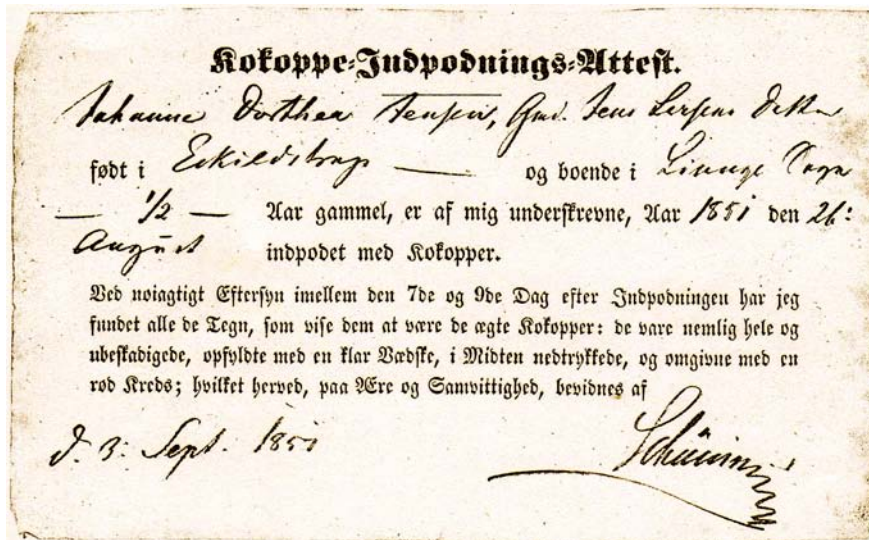 Kokoppe-Indpodnings-Attest.
Johanne Dorthea Jensen, Gmd. Jens Larsens Datter
født i Eskildstrup — og boende i Liunge Sogn
— 1/2 — Aar gammel, er af mig underskrevne, Aar 1851 den 26:
August indpodet med Kokopper.
Ved noiagtigt Eftersyn imellem den 7de og 9de Dag efter Indpodningen har jeg
fundet alle de Tegn, som vise dem at være de ægte Kokopper: de vare nemlig hele og
ubeskadigede, opfyldte med en klar Vædske, i Midten nedtrykkede, og omgivne med en
rød Kreds; hvilket herved, paa Ære og Samvittighed, bevidnes af
d. 3. Sept. 1851